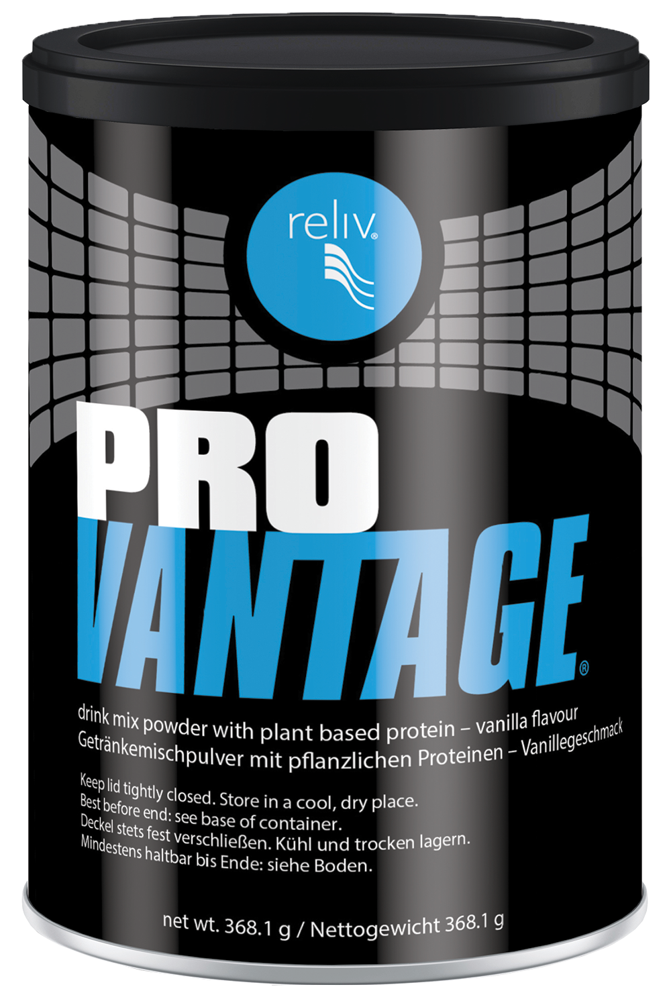 reliv®
PRO
VANTAGE®
drink mix powder with plant based protein – vanilla flavour
Getränkemischpulver mit pflanzlichen Proteinen – Vanillegeschmack
Keep lid tightly closed. Store in a cool, dry place.
Best before end: see base of container.
Deckel stets fest verschließen. Kühl und trocken lagern.
Mindestens haltbar bis Ende: siehe Boden.
net wt. 368.1 g / Nettogewicht 368.1 g